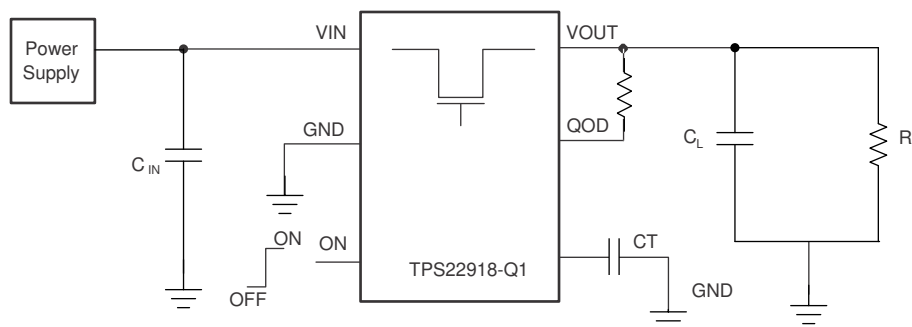 Power
Supply
VIN
VOUT
GND
QOD
C IN
C L
R
ON
ON
OFF
TPS22918-Q1
CT
GND